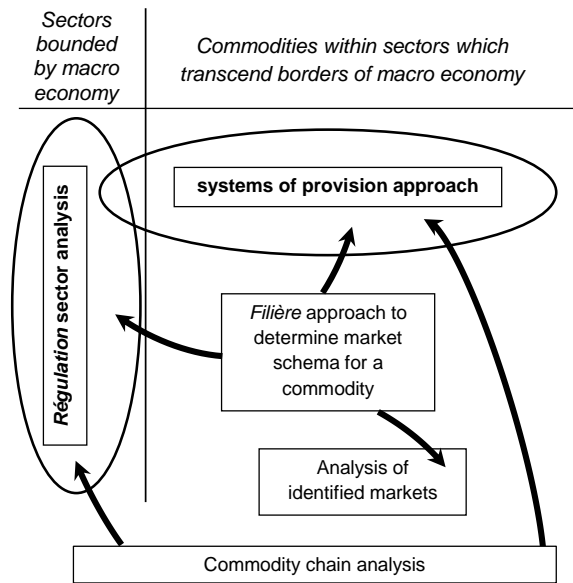 Sectors
bounded
by macro
economy
Commodities within sectors which
transcend borders of macro economy
systems of provision approach
Régulation sector analysis
Filière approach to
determine market
schema for a
commodity
Analysis of
identified markets
Commodity chain analysis